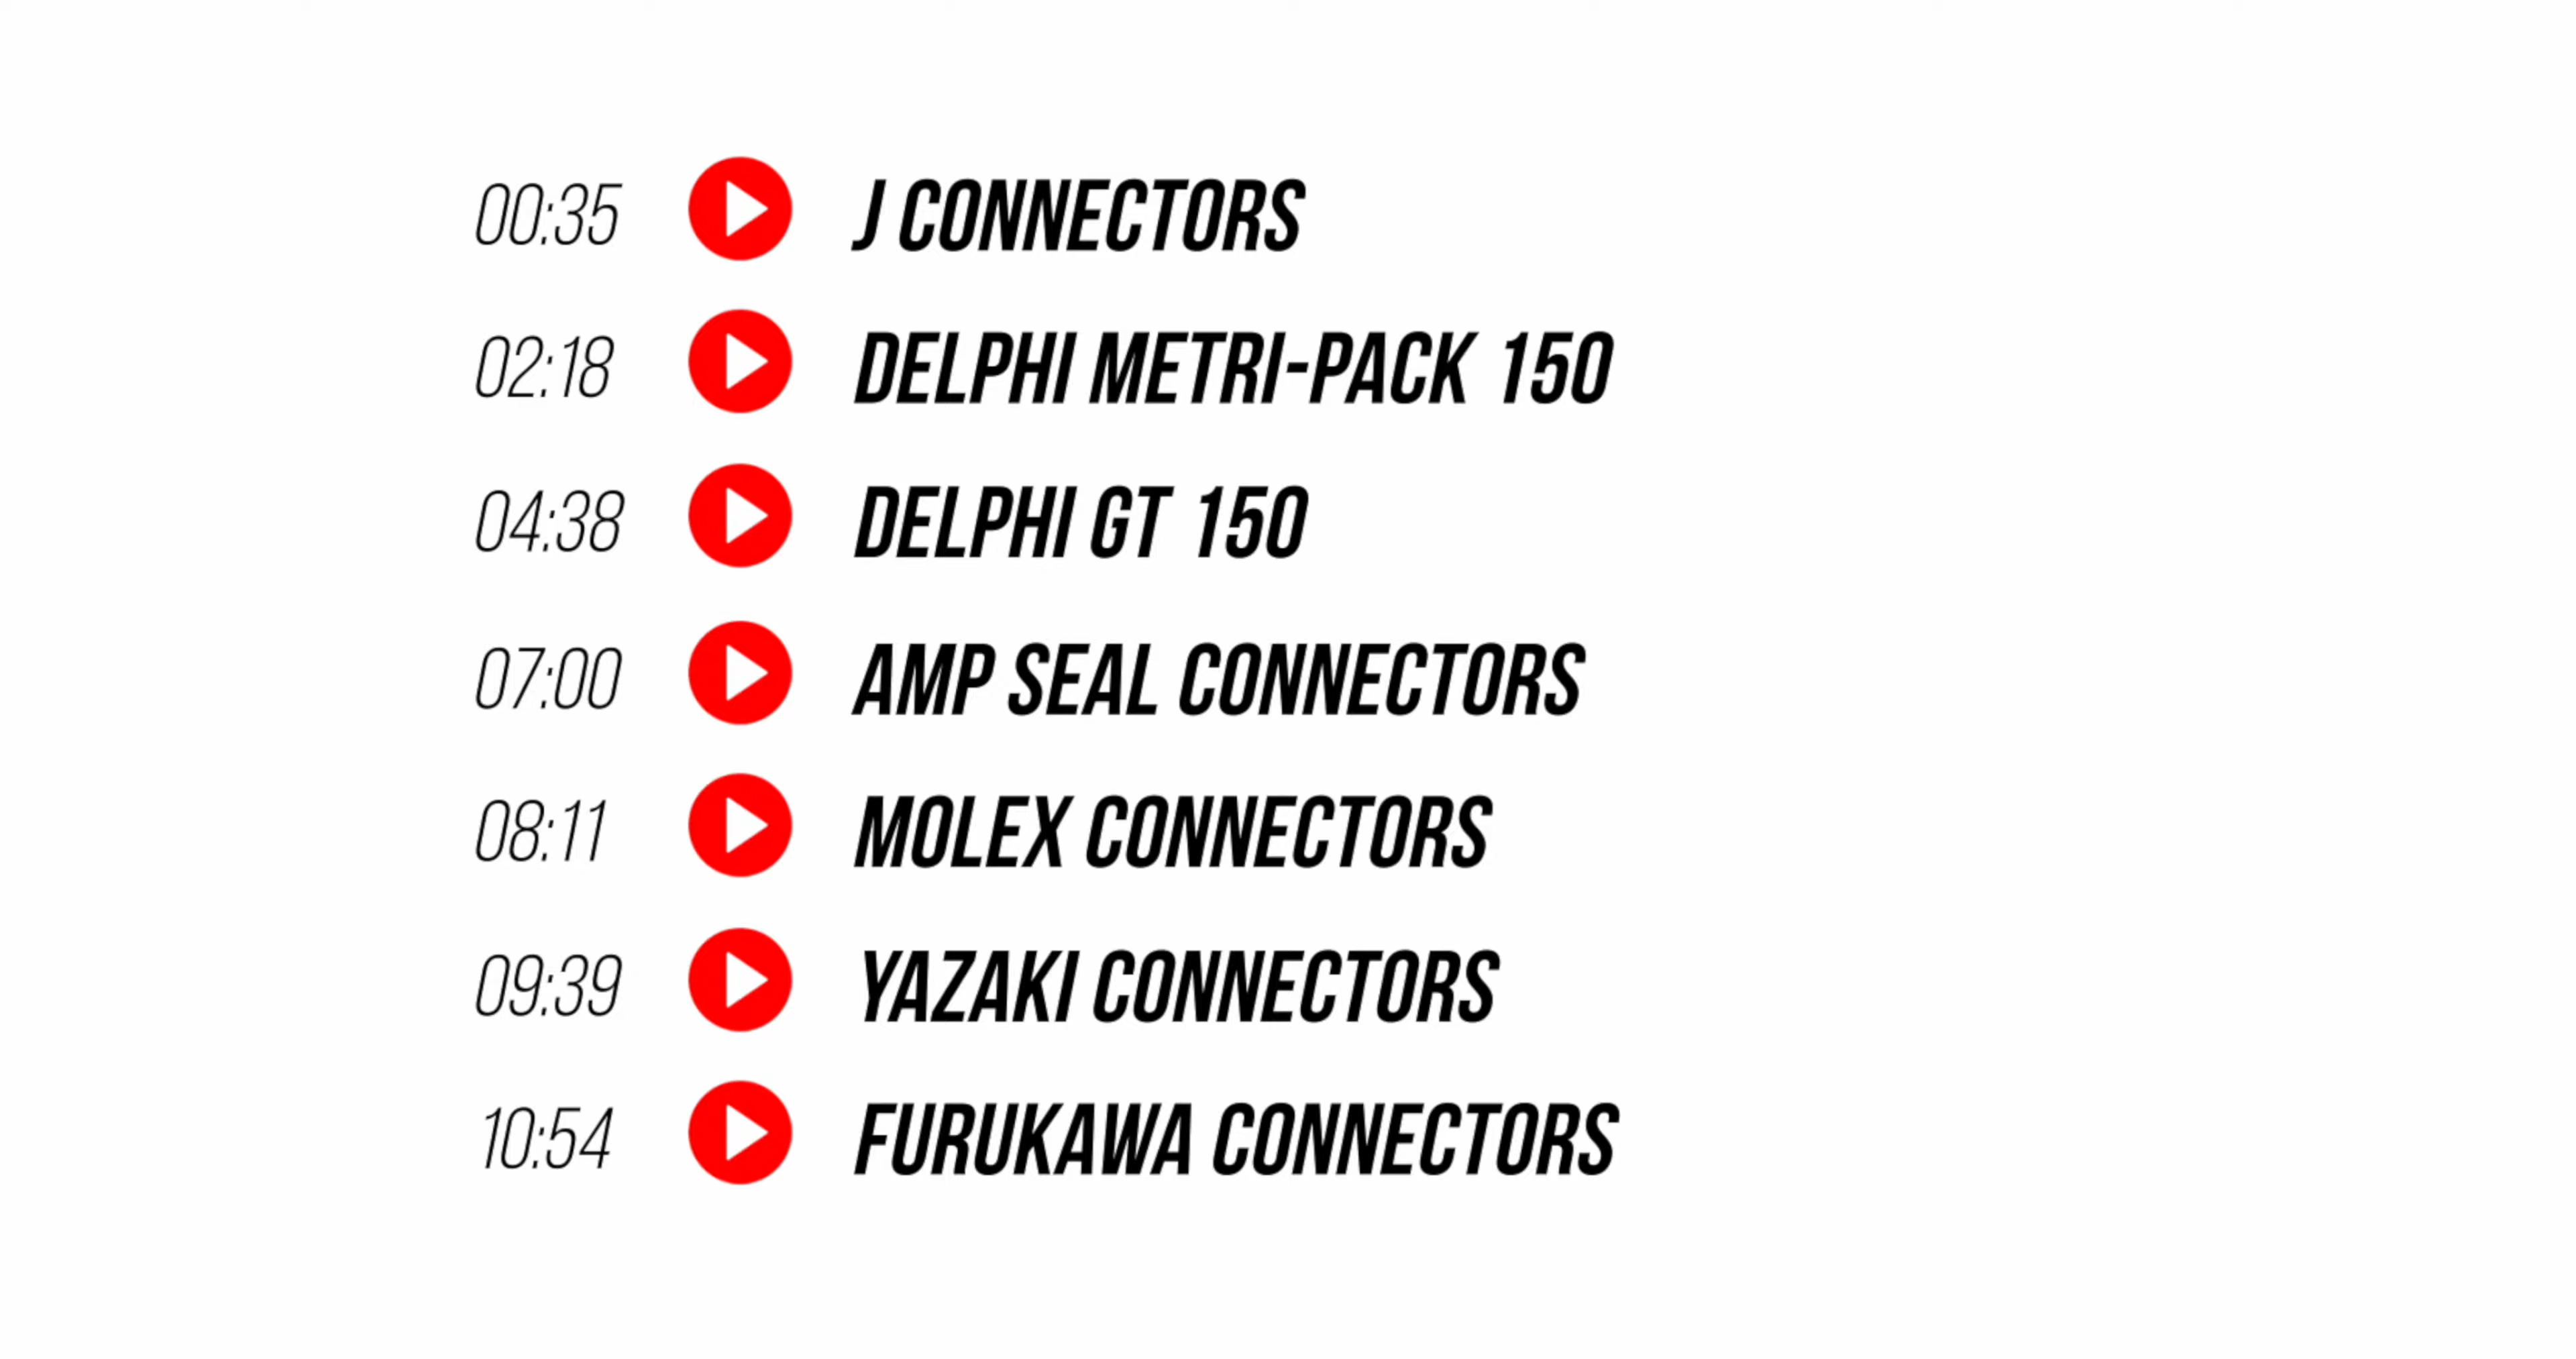 00:35 J CONNECTORS
02:18 DELPHI METRI-PACK 150
04:38 DELPHI GT 150
07:00 AMP SEAL CONNECTORS
08:11 MOLEX CONNECTORS
09:39 YAZAKI CONNECTORS
10:54 FURUKAWA CONNECTORS